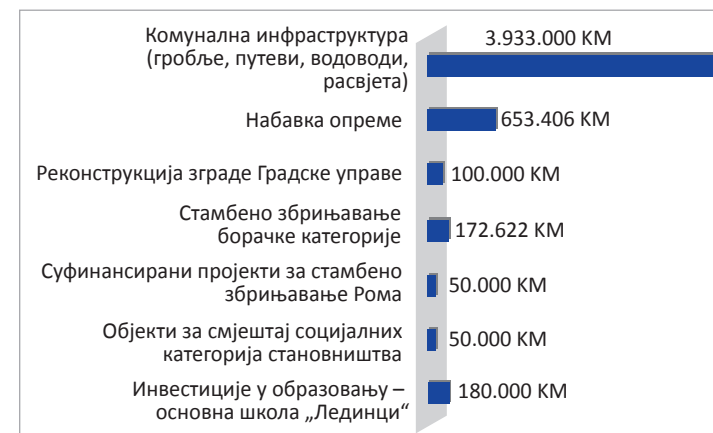 Комунална инфраструктура
(гробље, путеви, водоводи,
расвјета)
3.933.000 КМ
Набавка опреме
653.406 КМ
Реконструкција зграде Градске управе
100.000 КМ
Стамбено збрињавање
борачке категорије
172.622 КМ
Суфинансирани пројекти за стамбено
збрињавање Рома
50.000 КМ
Објекти за смјештај социјалних
категорија становништва
50.000 КМ
Инвестиције у образовању –
основна школа „Лединци“
180.000 КМ